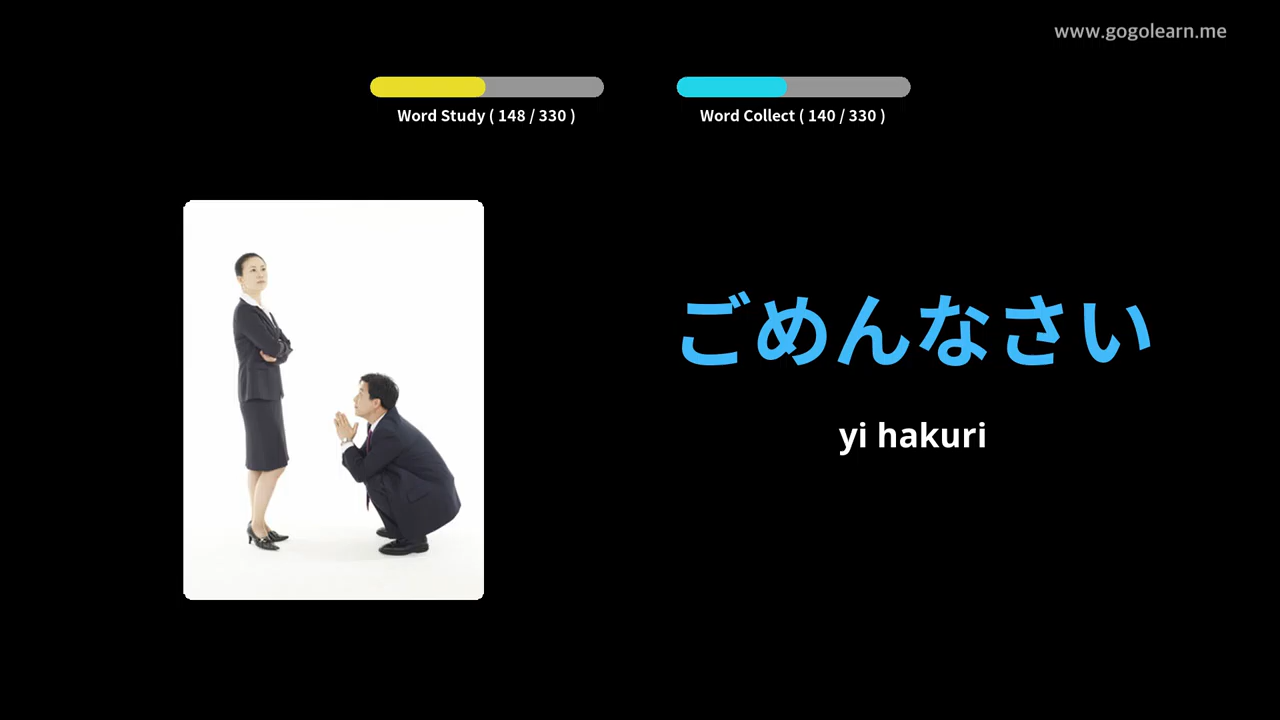 www.gogolearn.me
Word Study ( 148 / 330 )
Word Collect ( 140 / 330 )
ごめんなさい
yi hakuri